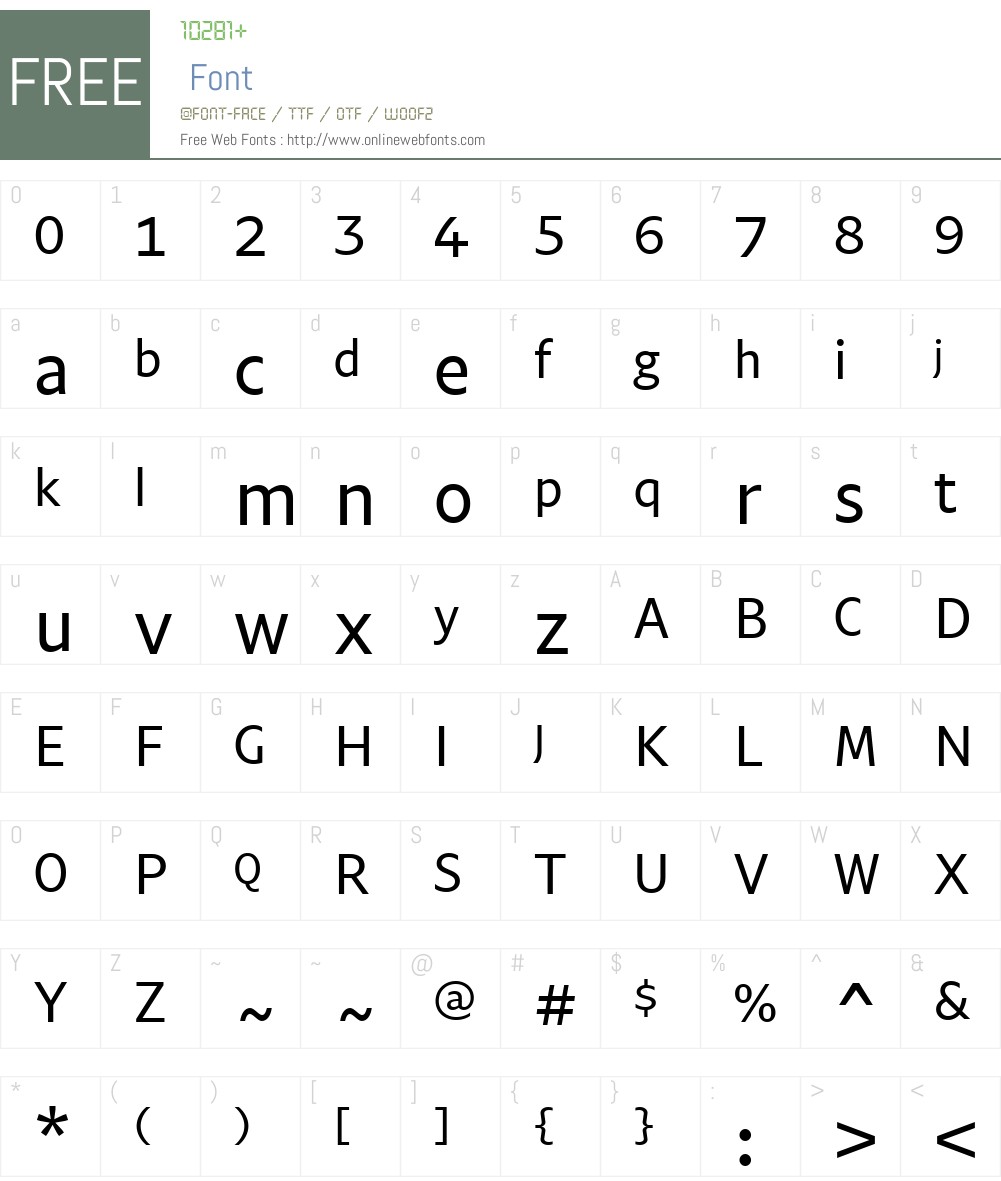 FREE
10281+
Font
@FONT-FACE / TTF / OTF / WOOF2
Free Web Fonts : http://www.onlinewebfonts.com
0 1 2 3 4 5 6 7 8 9
0 1 2 3 4 5 6 7 8 9
a b c d e f g h i j
a b c d e f g h i j
k l m n o p q r s t
k l m n o p q r s t
u v w x y z A B C D
u v w x y z A B C D
E F G H I J K L M N
E F G H I J K L M N
O P Q R S T U V W X
O P Q R S T U V W X
Y Z ~ ~ @ # $ % ^ &
Y Z ~ ~ @ # $ % ^ &
* ( ) [ ] { } : > <
* ( ) [ ] { } : > <